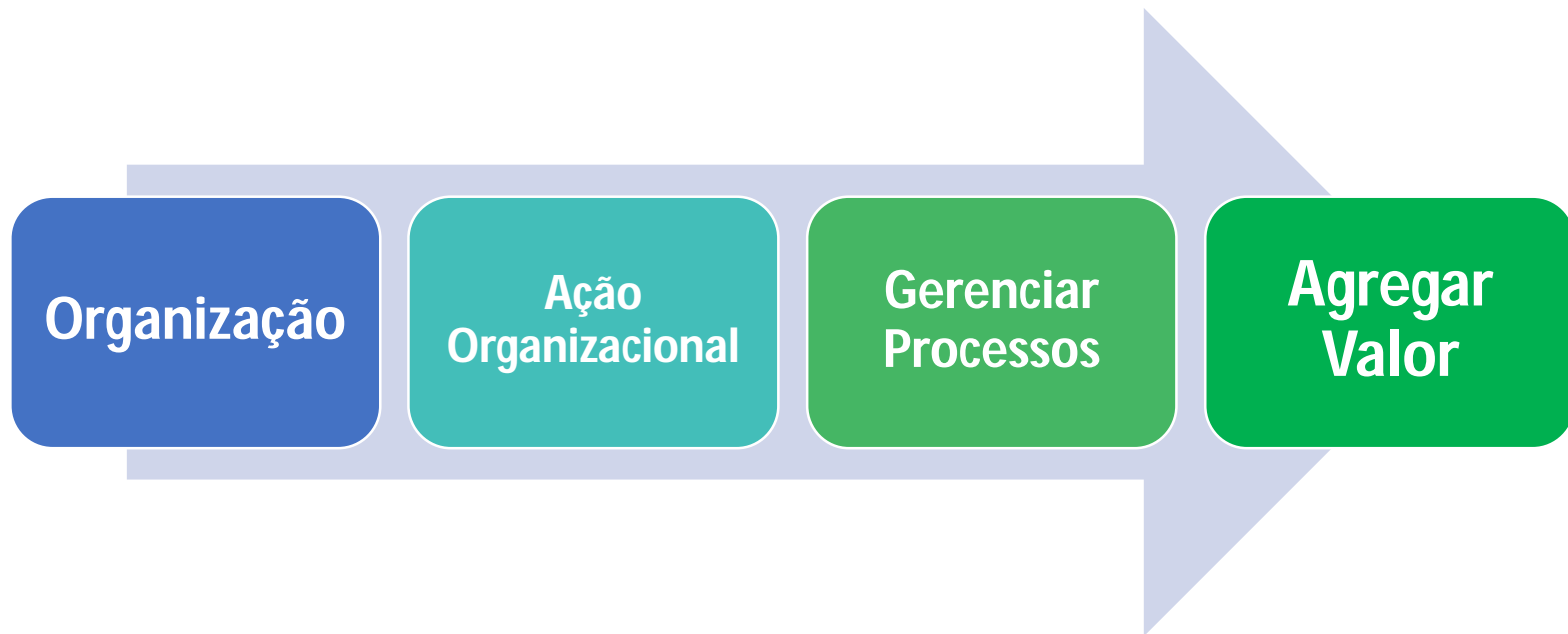 Organização
Ação
Organizacional
Gerenciar
Processos
Agregar
Valor